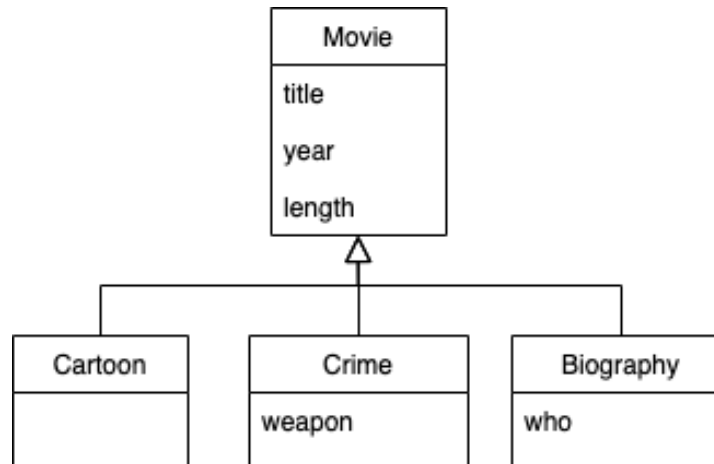 Movie
title
year
length
Cartoon
Crime
Biography
weapon
who